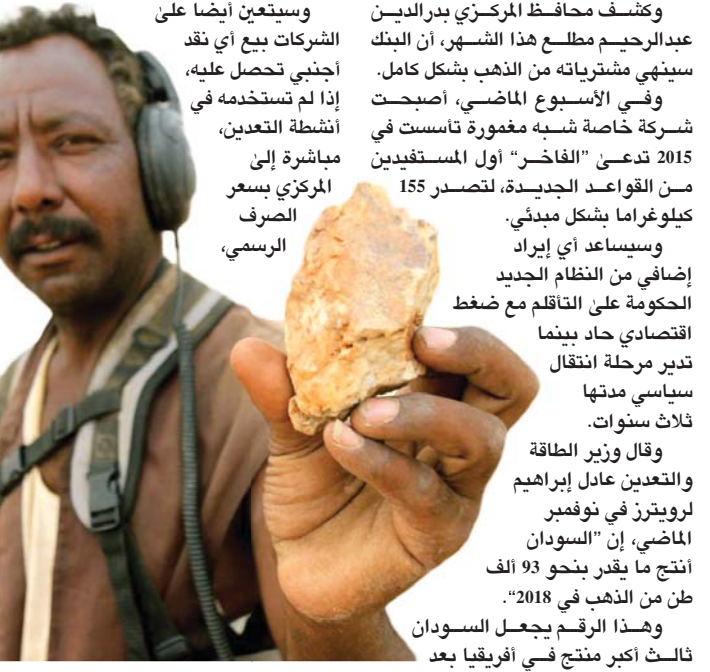 وكشف محافظ المركزي بدرالدين
عبدالرحيم مطلع هذا الشهر، أن البنك
سينهي مشترياته من الذهب بشكل كامل.
وفي الأسبوع الماضي، أصبحت
شركة خاصة شبه مغمورة تأسست في
2015 تدعى ”الفاخر“ أول المستفيدين
من القواعد الجديدة، لتصدر 155
كيلوغراما بشكل مبدئي.
وسيساعد أي إيراد
إضافي من النظام الجديد
الحكومة على التأقلم مع ضغط
اقتصادي حاد بينما
تدير مرحلة انتقال
سياسي مدتها
ثلاث سنوات.
وقال وزير الطاقة
والتعدين عادل إبراهيم
لرويترز في نوفمبر
الماضي، إن ”السودان
أنتج ما يقدر بنحو 93 ألف
طن من الذهب في 2018“.
وهذا الرقم يجعل السودان
ثالث أكبر منتج في أفريقيا بعد
وسيتعين أيضا على
الشركات بيع أي نقد
أجنبي تحصل عليه،
إذا لم تستخدمه في
أنشطة التعدين،
مباشرة إلى
المركزي بسعر
الصرف
الرسمي،